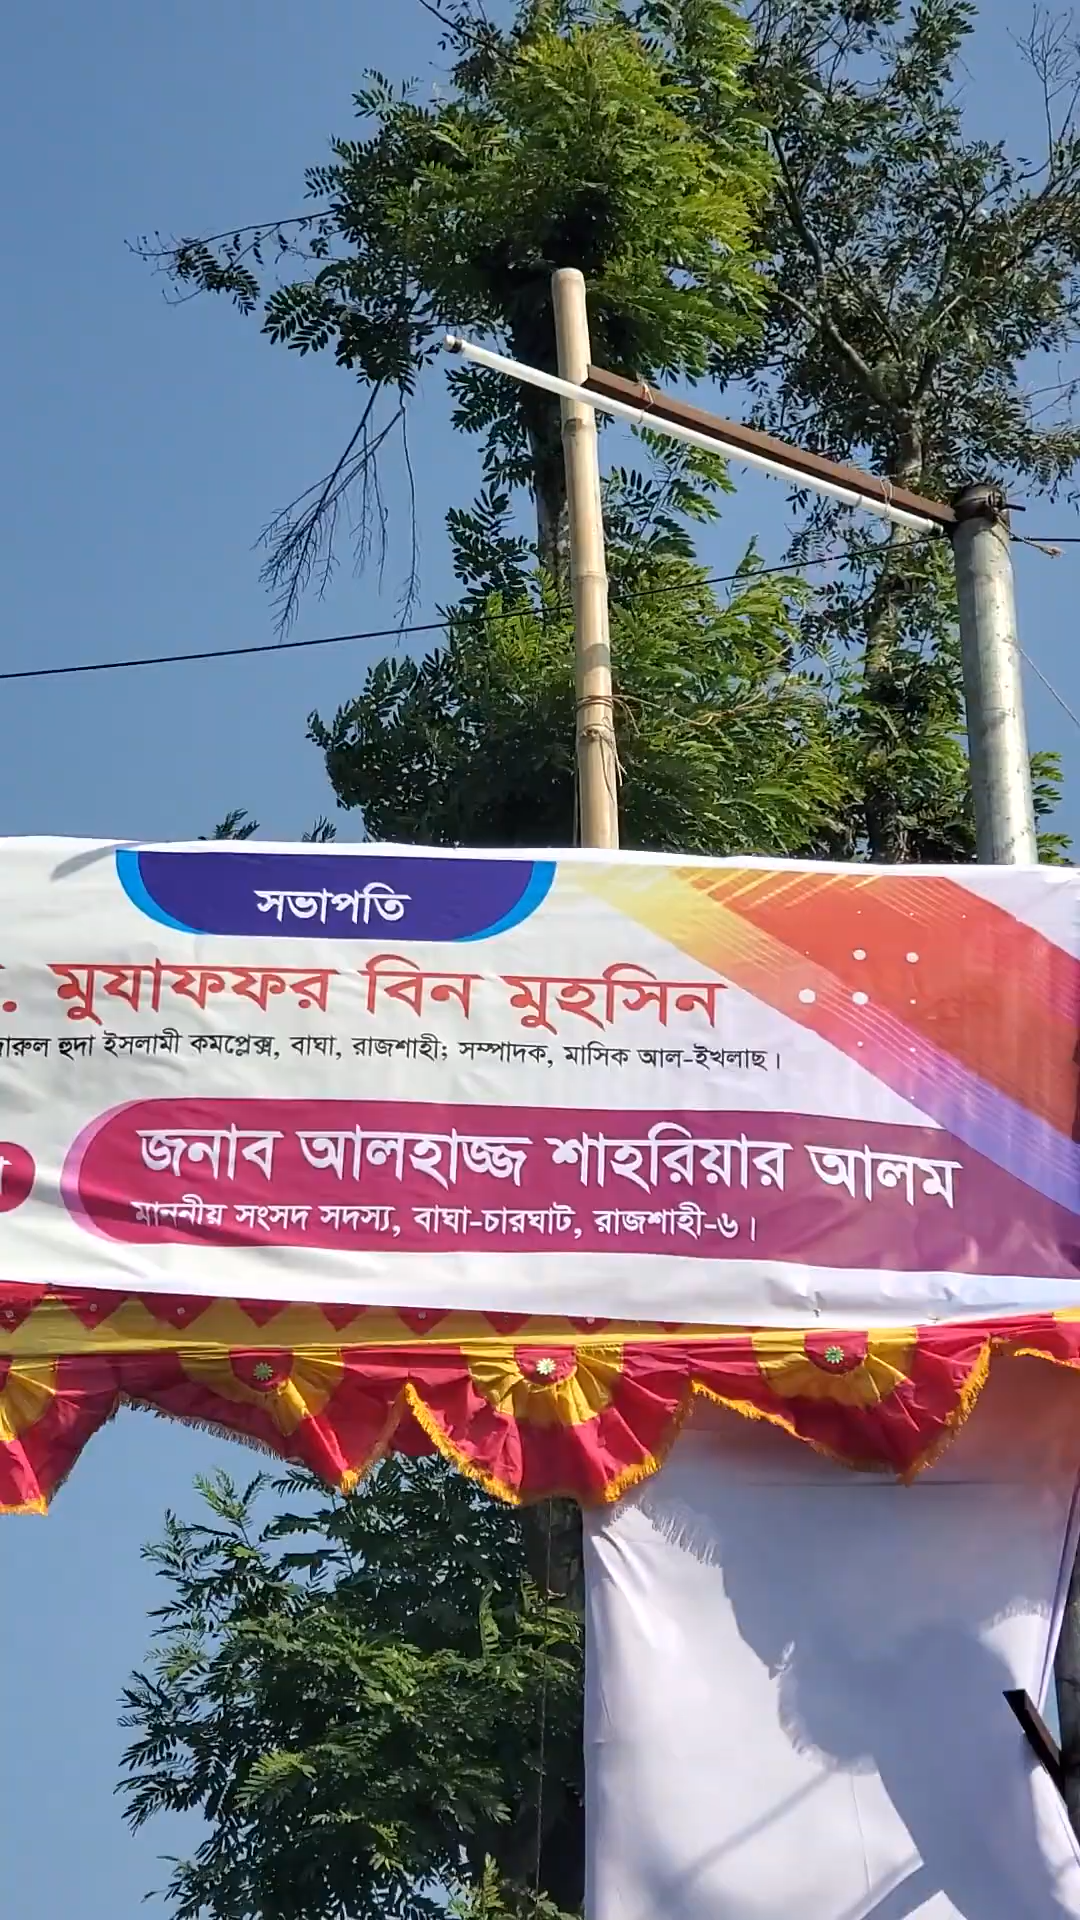 সভাপতি
. মুযাফফর বিন মুহসিন
হুদা ইসলামী কমপ্লেক্স, বাঘা, রাজশাহী; সম্পাদক, মাসিক আল-ইখলাছ।
জনাব আলহাজ্জ শাহরিয়ার আলম
মাননীয় সংসদ সদস্য, বাঘা-চারঘাট, রাজশাহী-৬।